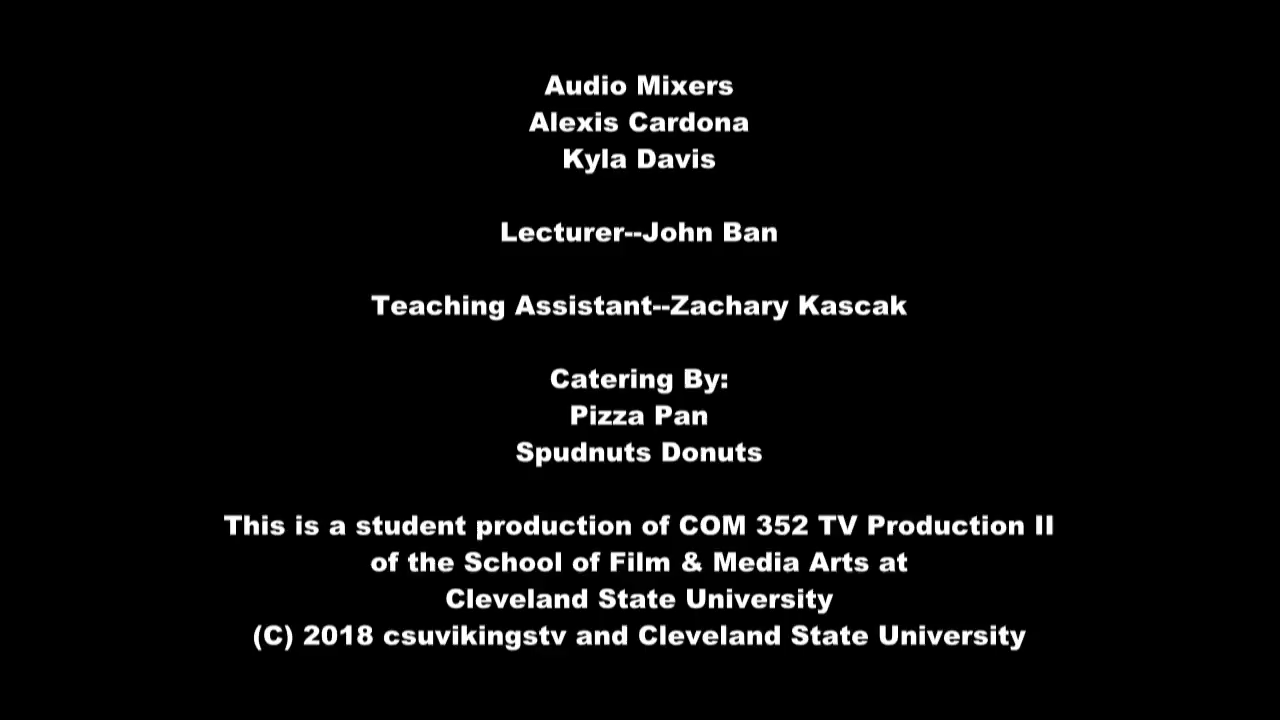 Audio Mixers
Alexis Cardona
Kyla Davis
Lecturer--John Ban
Teaching Assistant--Zachary Kascak
Catering By:
Pizza Pan
Spudnuts Donuts
This is a student production of COM 352 TV Production II
of the School of Film & Media Arts at
Cleveland State University
(C) 2018 csuvikingstv and Cleveland State University